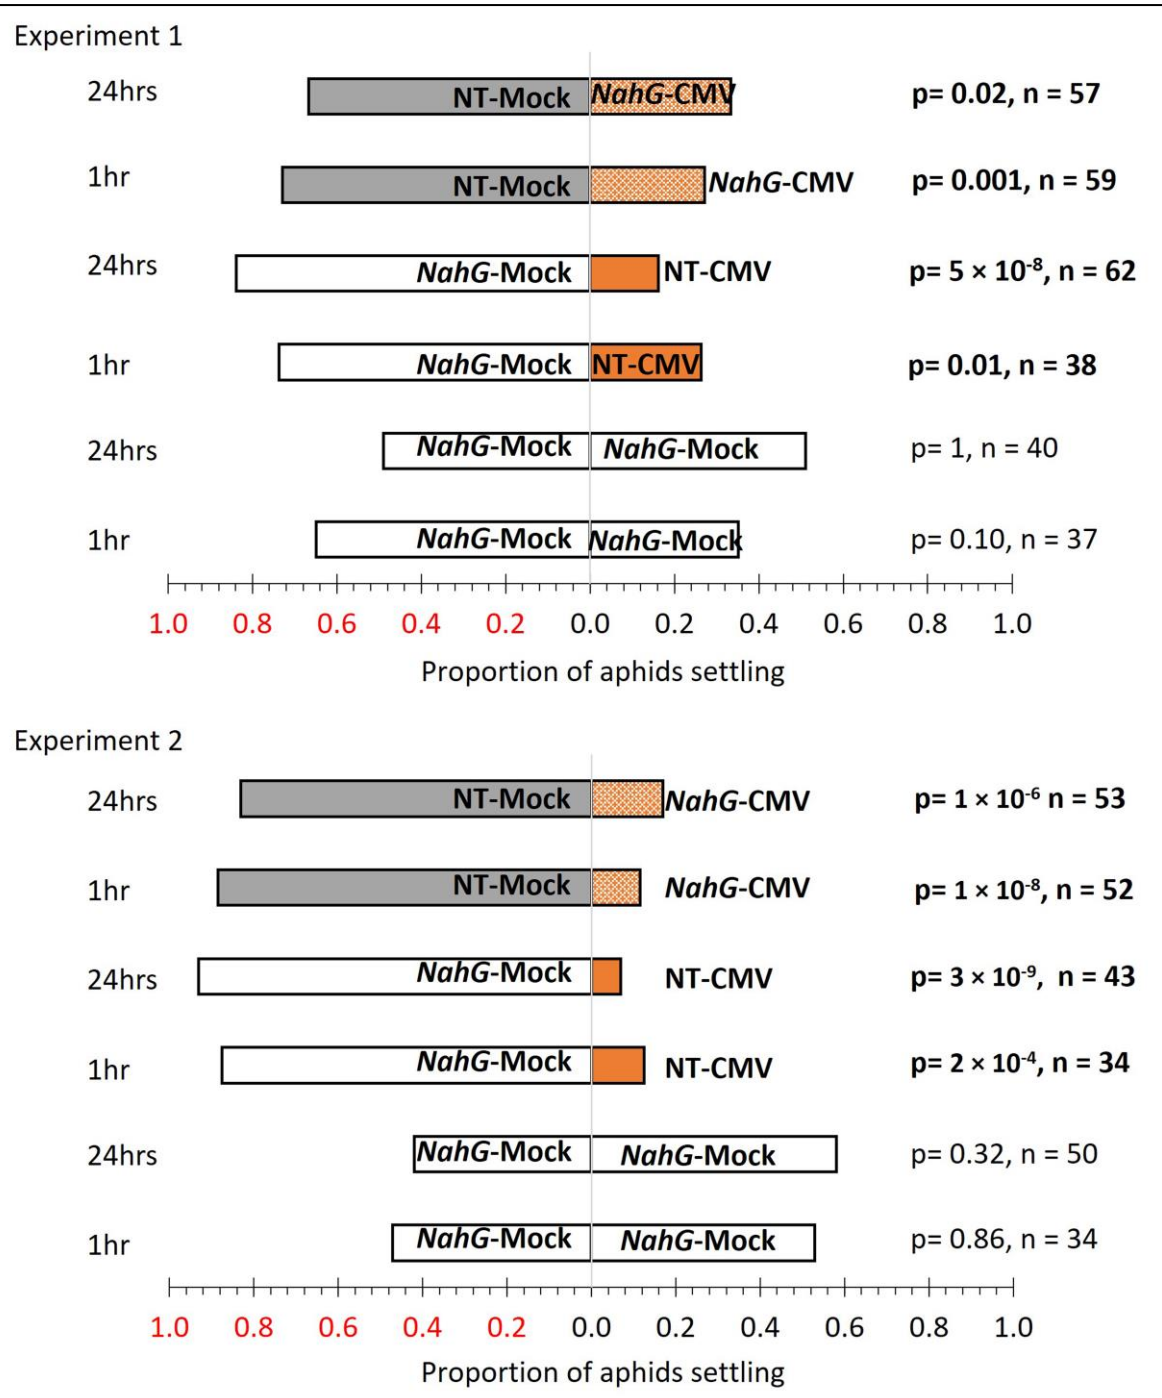 Experiment 1
24hrs NT-Mock NahG-CMV p= 0.02, n = 57
1hr NT-Mock NahG-CMV p= 0.001, n = 59
24hrs NahG-Mock NT-CMV p= 5 × 10⁻⁸, n = 62
1hr NahG-Mock NT-CMV p= 0.01, n = 38
24hrs NahG-Mock NahG-Mock p= 1, n = 40
1hr NahG-Mock NahG-Mock p= 0.10, n = 37
1.0 0.8 0.6 0.4 0.2 0.0 0.2 0.4 0.6 0.8 1.0
Proportion of aphids settling
Experiment 2
24hrs NT-Mock NahG-CMV p= 1 × 10⁻⁶ n = 53
1hr NT-Mock NahG-CMV p= 1 × 10⁻⁸, n = 52
24hrs NahG-Mock NT-CMV p= 3 × 10⁻⁹, n = 43
1hr NahG-Mock NT-CMV p= 2 × 10⁻⁴, n = 34
24hrs NahG-Mock NahG-Mock p= 0.32, n = 50
1hr NahG-Mock NahG-Mock p= 0.86, n = 34
1.0 0.8 0.6 0.4 0.2 0.0 0.2 0.4 0.6 0.8 1.0
Proportion of aphids settling